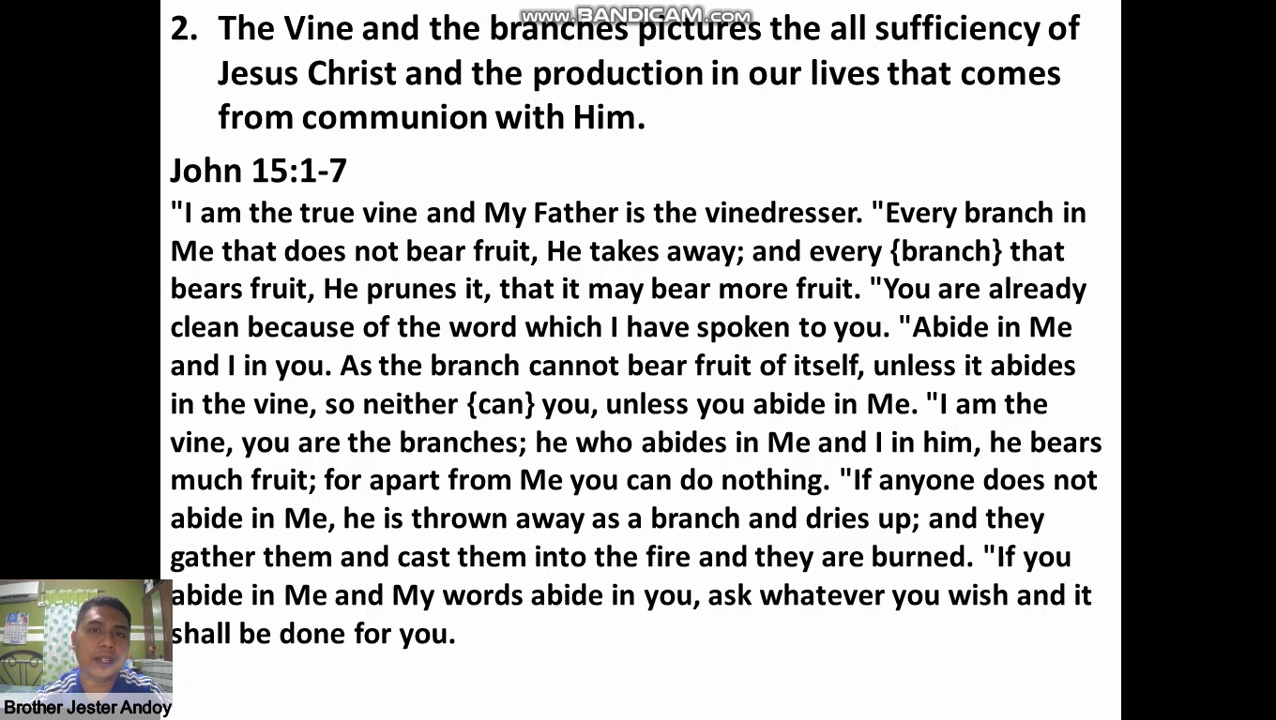 www.BANDICAM.com
2. The Vine and the branches pictures the all sufficiency of
Jesus Christ and the production in our lives that comes
from communion with Him.
John 15:1-7
"I am the true vine and My Father is the vinedresser. "Every branch in
Me that does not bear fruit, He takes away; and every {branch} that
bears fruit, He prunes it, that it may bear more fruit. "You are already
clean because of the word which I have spoken to you. "Abide in Me
and I in you. As the branch cannot bear fruit of itself, unless it abides
in the vine, so neither {can} you, unless you abide in Me. "I am the
vine, you are the branches; he who abides in Me and I in him, he bears
much fruit; for apart from Me you can do nothing. "If anyone does not
abide in Me, he is thrown away as a branch and dries up; and they
gather them and cast them into the fire and they are burned. "If you
abide in Me and My words abide in you, ask whatever you wish and it
shall be done for you.
Brother Jester Andoy